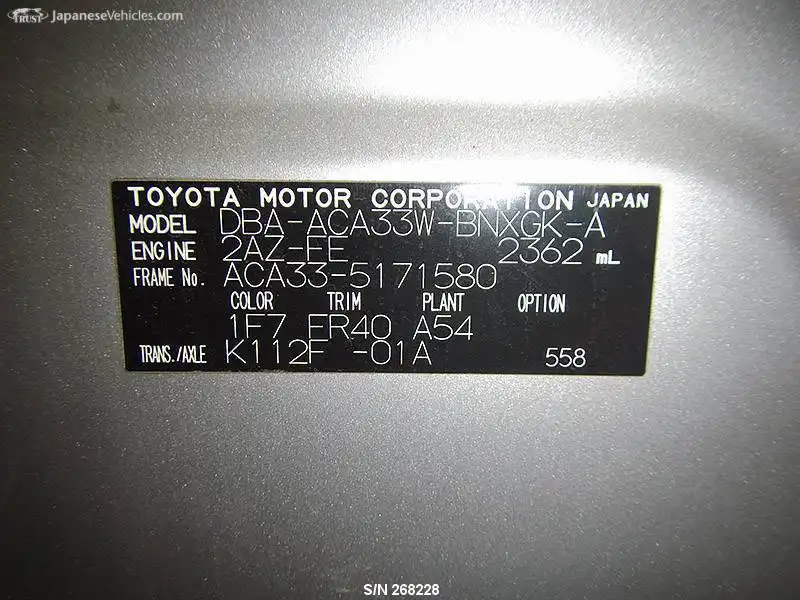 TRUST JapaneseVehicles.com
TOYOTA MOTOR CORPORATION JAPAN
MODEL DBA-ACA33W-BNXGK-A
ENGINE 2AZ-FE 2362 mL
FRAME No. ACA33-5171580
COLOR TRIM PLANT OPTION
1F7 FR40 A54
TRANS./AXLE K112F -01A 558
S/N 268228